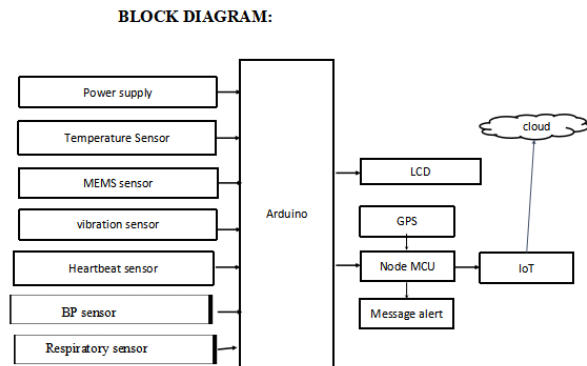 BLOCK DIAGRAM:
Power supply
Temperature Sensor
MEMS sensor
vibration sensor
Heartbeat sensor
BP sensor
Respiratory sensor
Arduino
LCD
GPS
Node MCU
Message alert
IoT
cloud